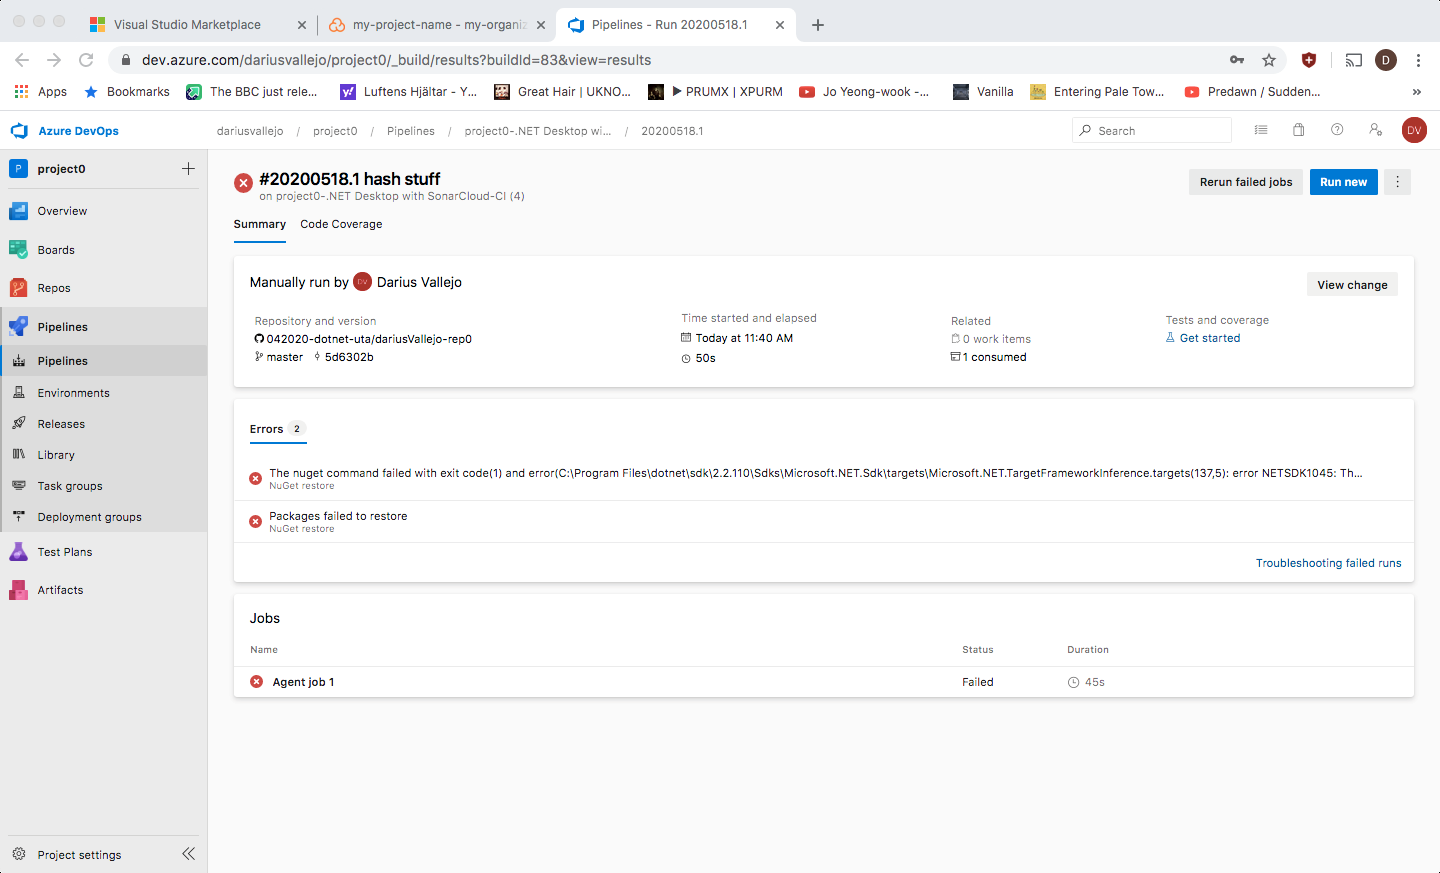 Visual Studio Marketplace
my-project-name - my-organiz
Pipelines - Run 20200518.1
dev.azure.com/dariusvallejo/project0/_build/results?buildId=83&view=results
D
Apps
Bookmarks
The BBC just rele...
Luftens Hjältar - Y...
Great Hair | UKNO...
▶ PRUMX | XPURM
Jo Yeong-wook -...
Vanilla
Entering Pale Tow...
Predawn / Sudden...
»
Azure DevOps
dariusvallejo / project0 / Pipelines / project0-.NET Desktop wi... / 20200518.1
Search
DV
P project0
Overview
Boards
Repos
Pipelines
Pipelines
Environments
Releases
Library
Task groups
Deployment groups
Test Plans
Artifacts
Project settings
#20200518.1 hash stuff
on project0-.NET Desktop with SonarCloud-CI (4)
Rerun failed jobs
Run new
Summary
Code Coverage
Manually run by DV Darius Vallejo
View change
Repository and version
042020-dotnet-uta/dariusVallejo-rep0
master 5d6302b
Time started and elapsed
Today at 11:40 AM
50s
Related
0 work items
1 consumed
Tests and coverage
Get started
Errors 2
The nuget command failed with exit code(1) and error(C:\Program Files\dotnet\sdk\2.2.110\Sdks\Microsoft.NET.Sdk\targets\Microsoft.NET.TargetFrameworkInference.targets(137,5): error NETSDK1045: Th...
NuGet restore
Packages failed to restore
NuGet restore
Troubleshooting failed runs
Jobs
Name Status Duration
Agent job 1 Failed 45s